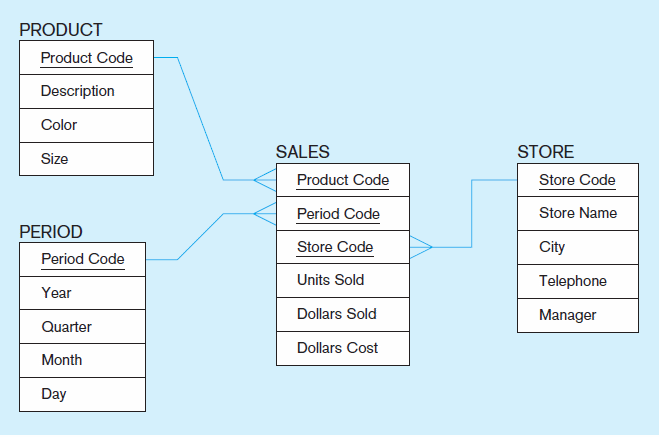 PRODUCT
Product Code
Description
Color
Size
PERIOD
Period Code
Year
Quarter
Month
Day
SALES
Product Code
Period Code
Store Code
Units Sold
Dollars Sold
Dollars Cost
STORE
Store Code
Store Name
City
Telephone
Manager